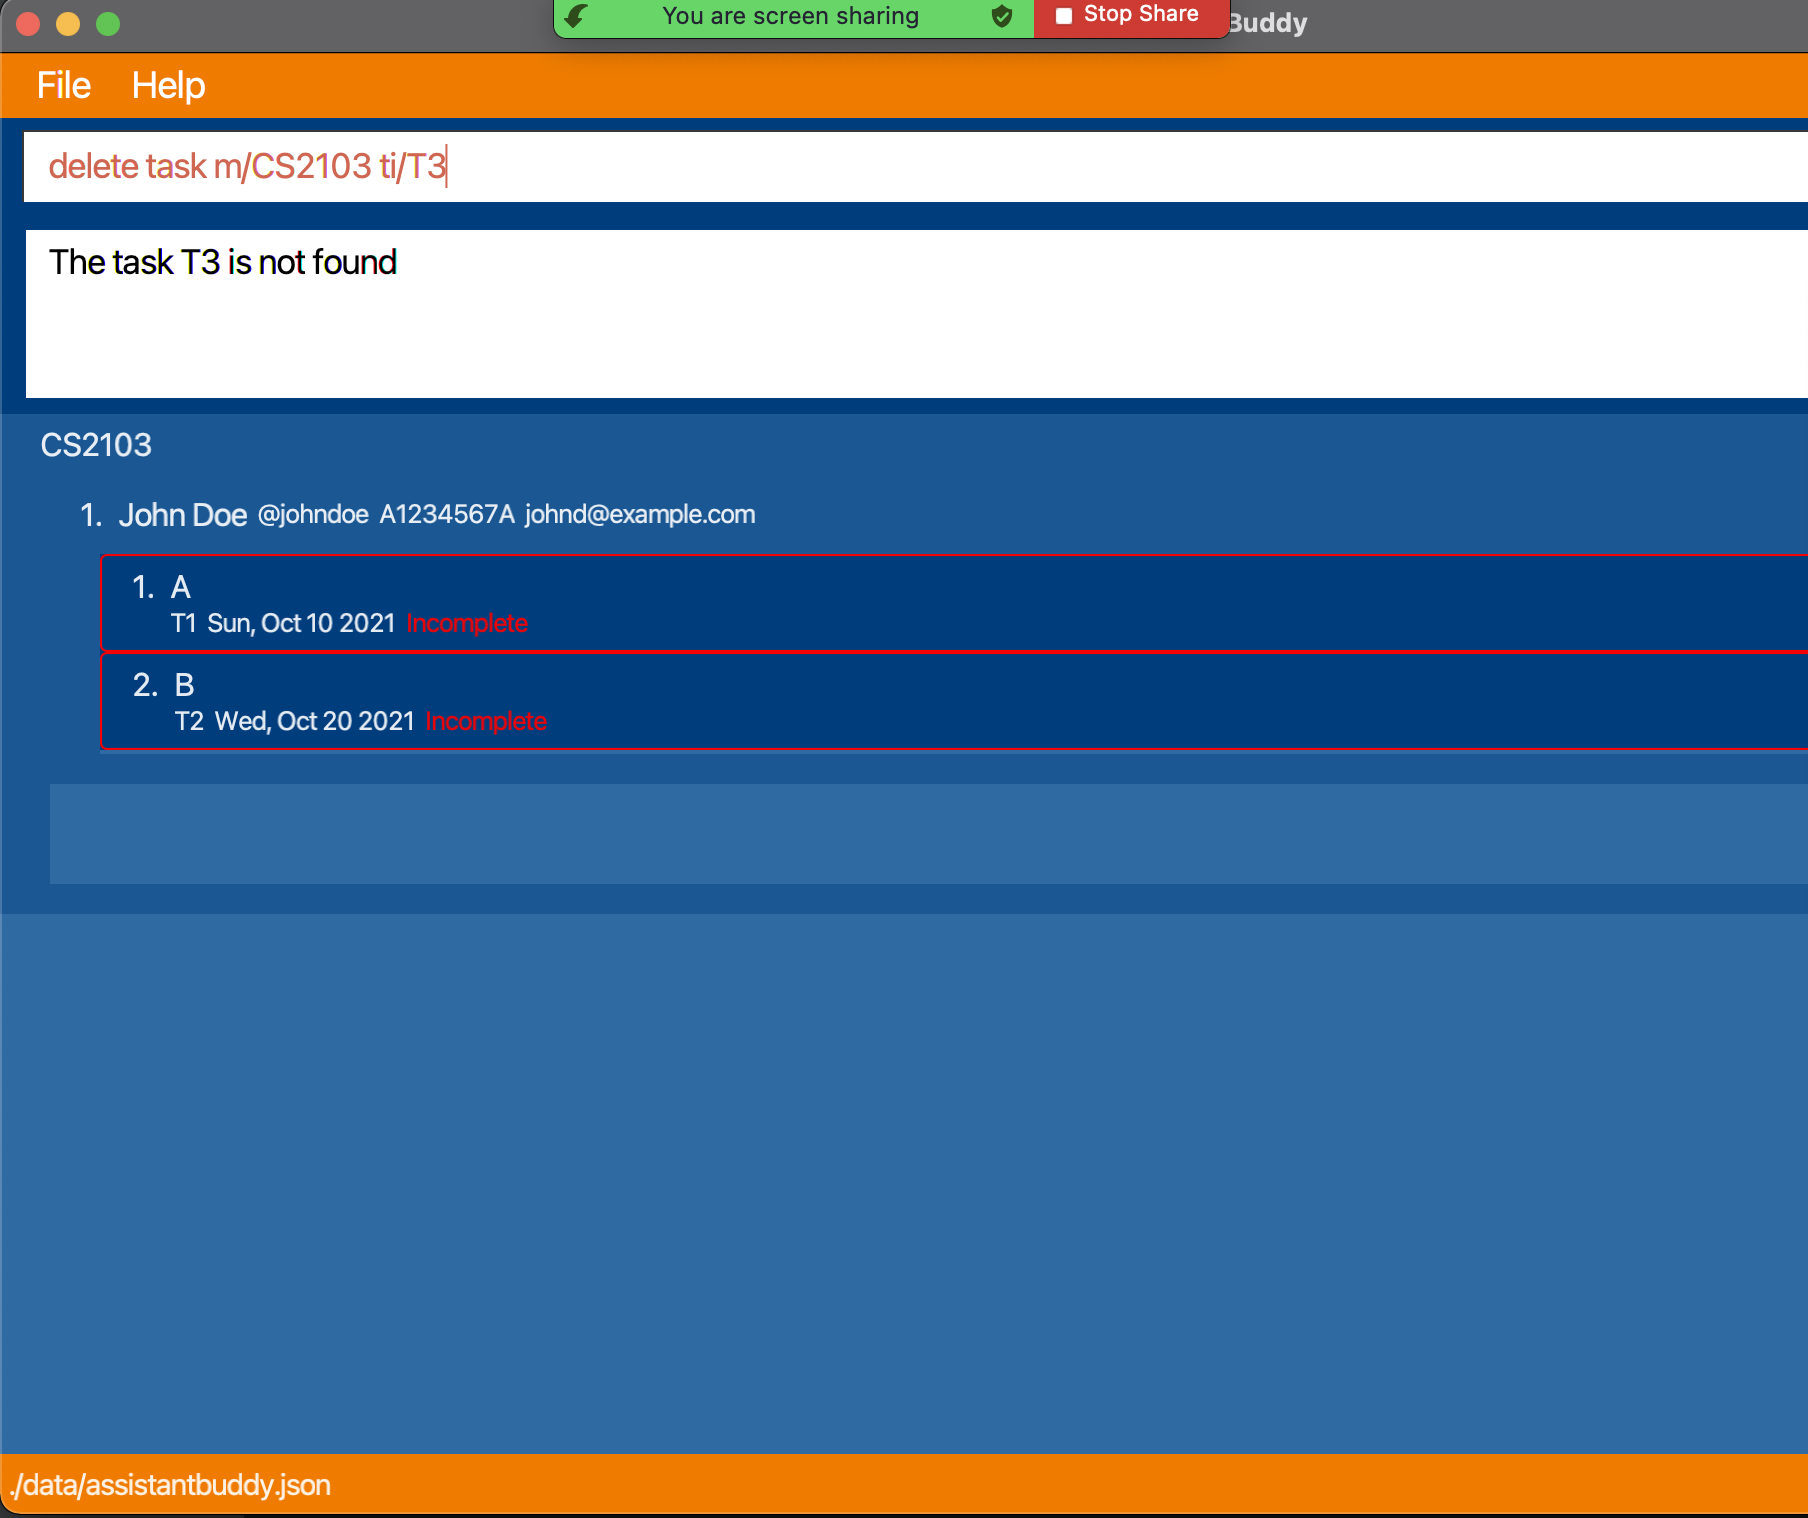 You are screen sharing Stop Share Buddy
File Help
delete task m/CS2103 ti/T3
The task T3 is not found
CS2103
1. John Doe @johndoe A1234567A johnd@example.com
1. A
T1 Sun, Oct 10 2021 Incomplete
2. B
T2 Wed, Oct 20 2021 Incomplete
./data/assistantbuddy.json